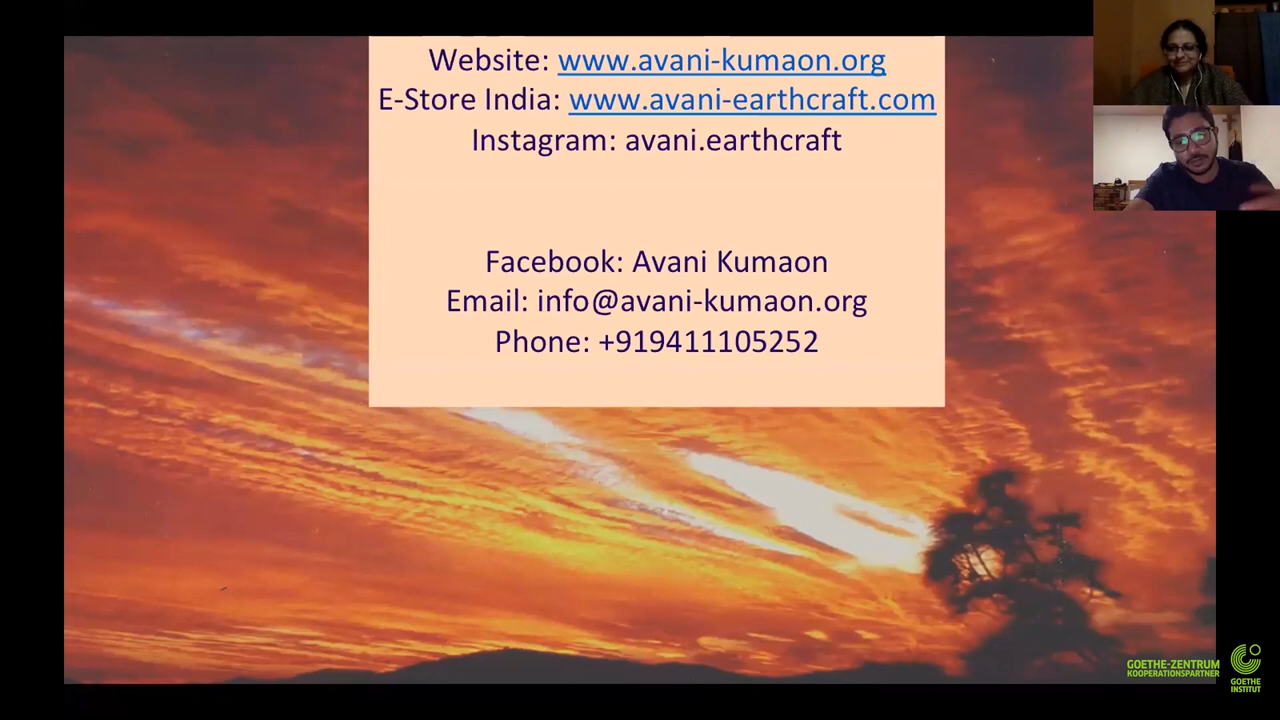 Website: www.avani-kumaon.org
E-Store India: www.avani-earthcraft.com
Instagram: avani.earthcraft
Facebook: Avani Kumaon
Email: info@avani-kumaon.org
Phone: +919411105252
GOETHE-ZENTRUM
KOOPERATIONSPARTNER
GOETHE
INSTITUT